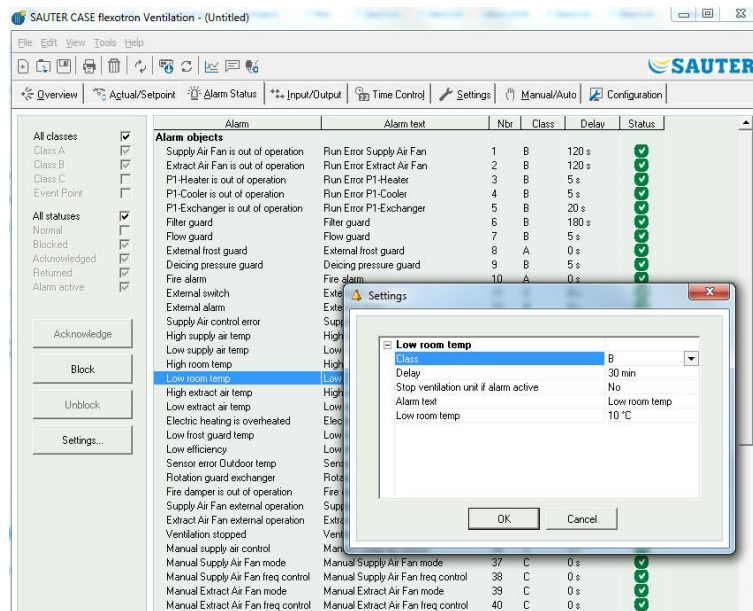 SAUTER CASE flexotron Ventilation - (Untitled)
File Edit View Tools Help
SAUTER
Overview Actual/Setpoint Alarm Status Input/Output Time Control Settings Manual/Auto Configuration
Alarm Alarm text Nbr Class Delay Status
All classes
Class A
Class B
Class C
Event Point
All statuses
Normal
Blocked
Acknowledged
Returned
Alarm active
Acknowledge
Block
Unblock
Settings...
Alarm objects
Supply Air Fan is out of operation Run Error Supply Air Fan 1 B 120 s
Extract Air Fan is out of operation Run Error Extract Air Fan 2 B 120 s
P1-Heater is out of operation Run Error P1-Heater 3 B 5 s
P1-Cooler is out of operation Run Error P1-Cooler 4 B 5 s
P1-Exchanger is out of operation Run Error P1-Exchanger 5 B 20 s
Filter guard Filter guard 6 B 180 s
Flow guard Flow guard 7 B 5 s
External frost guard External frost guard 8 A 0 s
Deicing pressure guard Deicing pressure guard 9 B 5 s
Fire alarm Fire alarm 10 A 0 s
External switch
External alarm
Supply Air control error
High supply air temp High
Low supply air temp Low
High room temp High
Low room temp Low
High extract air temp High
Low extract air temp Low
Electric heating is overheated
Low frost guard temp Low
Low efficiency Low
Sensor error Outdoor temp
Rotation guard exchanger
Fire damper is out of operation Fire
Supply Air Fan external operation
Extract Air Fan external operation
Ventilation stopped
Manual supply air control
Manual Supply Air Fan mode Manual Supply Air Fan mode 37 C 0 s
Manual Supply Air Fan freq control Manual Supply Air Fan freq control 38 C 0 s
Manual Extract Air Fan mode Manual Extract Air Fan mode 39 C 0 s
Manual Extract Air Fan freq control Manual Extract Air Fan freq control 40 C 0 s
Settings
Low room temp
Class B
Delay 30 min
Stop ventilation unit if alarm active No
Alarm text Low room temp
Low room temp 10 °C
OK Cancel